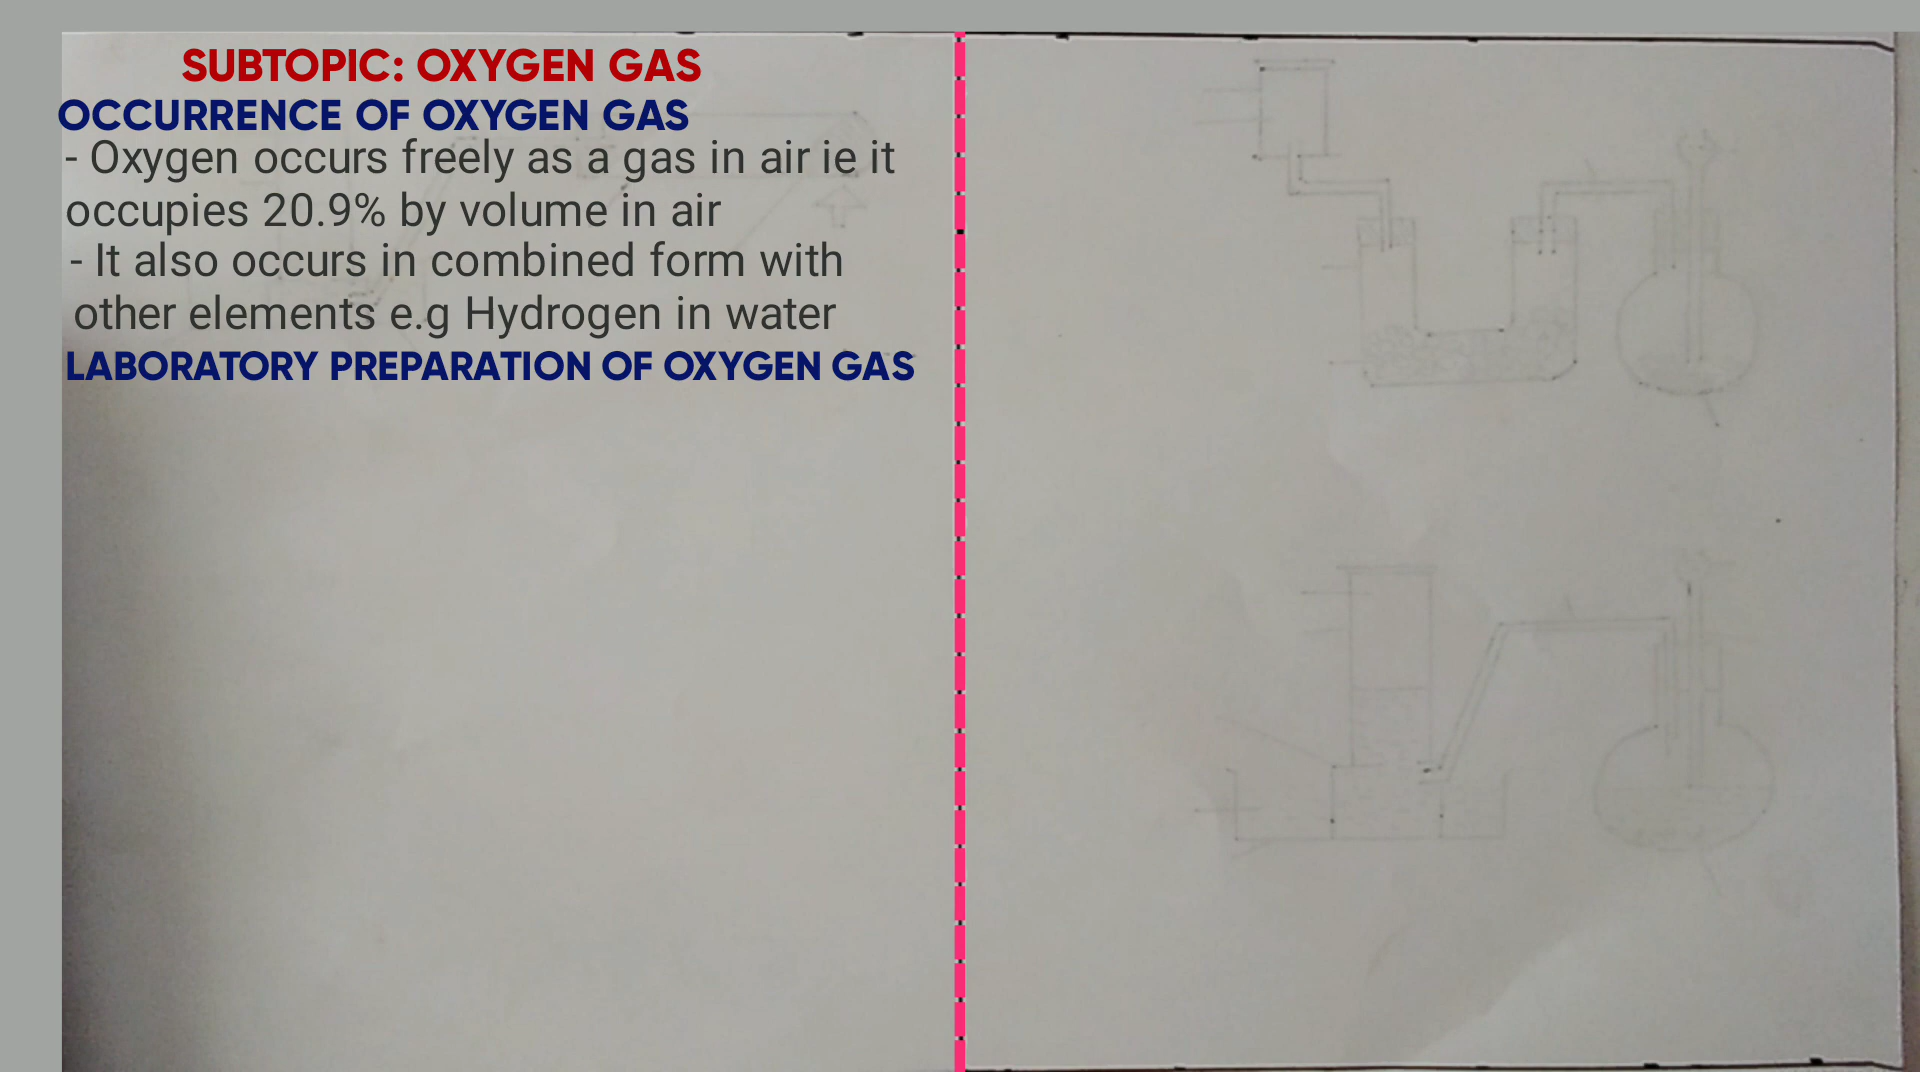 SUBTOPIC: OXYGEN GAS
OCCURRENCE OF OXYGEN GAS
- Oxygen occurs freely as a gas in air ie it
occupies 20.9% by volume in air
- It also occurs in combined form with
other elements e.g Hydrogen in water
LABORATORY PREPARATION OF OXYGEN GAS